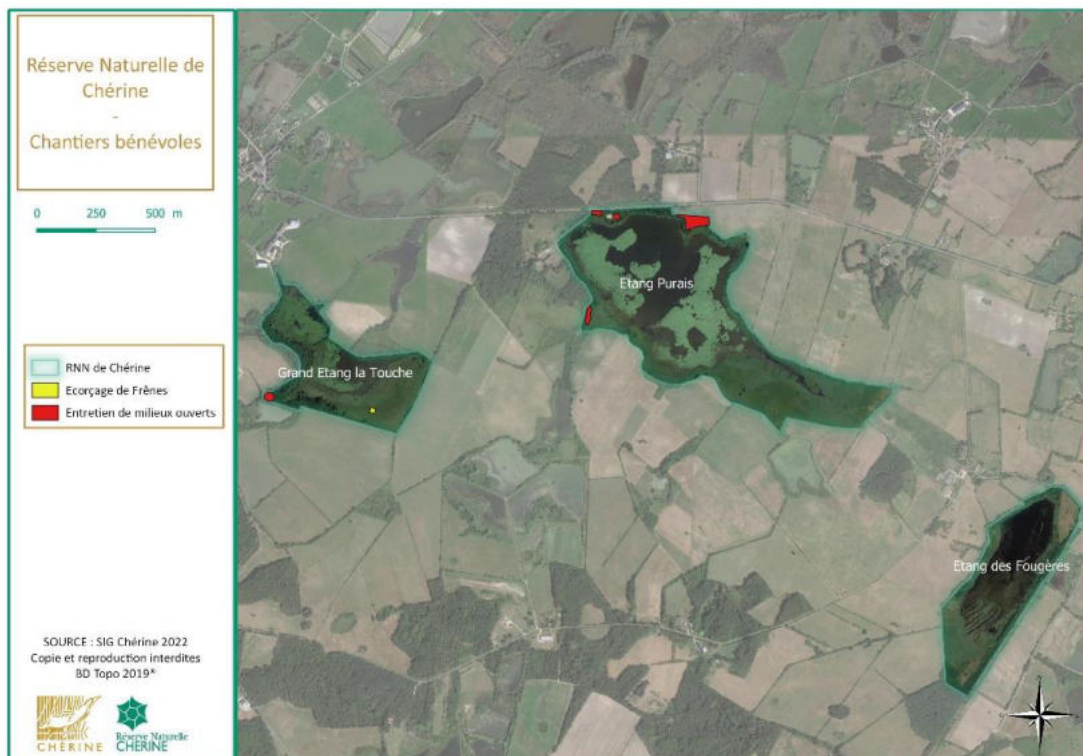 Réserve Naturelle de
Chérine
-
Chantiers bénévoles
0 250 500 m
RNN de Chérine
Ecorçage de Frênes
Entretien de milieux ouverts
SOURCE : SIG Chérine 2022
Copie et reproduction interdites
BD Topo 2019®
CHÉRINE
Réserve Naturelle
CHERINE
Etang Purais
Grand Etang la Touche
Etang des Fougères